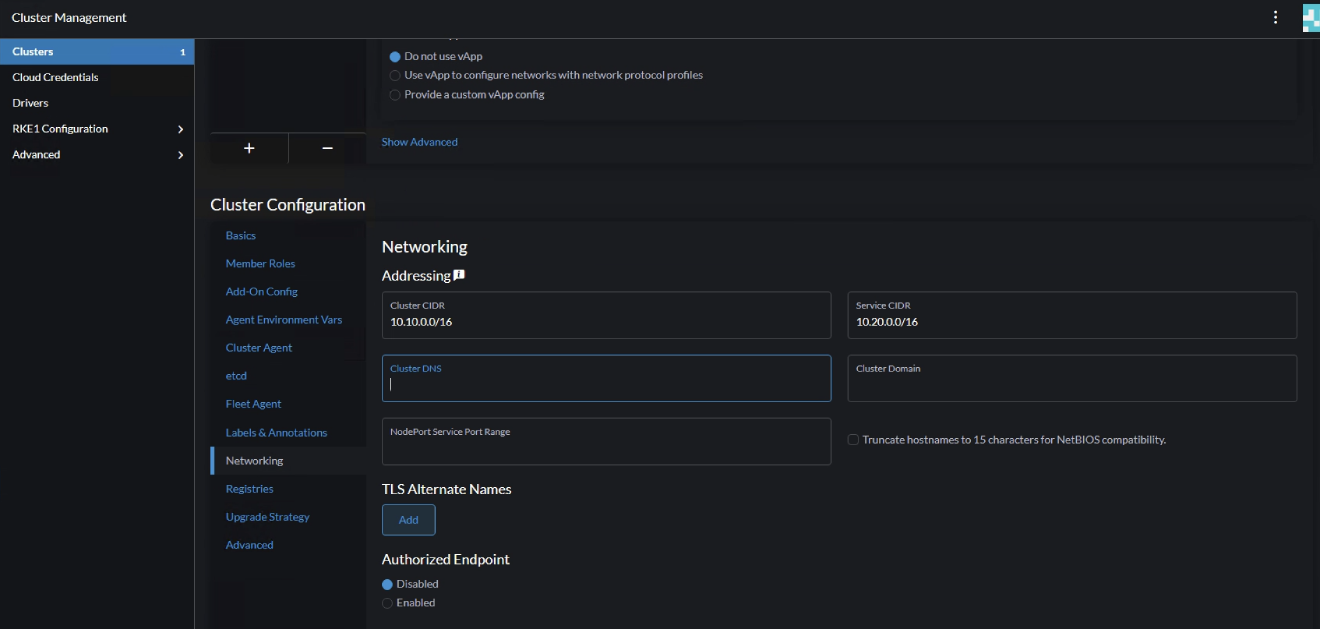 Cluster Management
Clusters 1
Cloud Credentials
Drivers
RKE1 Configuration
Advanced
Do not use vApp
Use vApp to configure networks with network protocol profiles
Provide a custom vApp config
+ −
Show Advanced
Cluster Configuration
Basics
Member Roles
Add-On Config
Agent Environment Vars
Cluster Agent
etcd
Fleet Agent
Labels & Annotations
Networking
Registries
Upgrade Strategy
Advanced
Networking
Addressing
Cluster CIDR
10.10.0.0/16
Service CIDR
10.20.0.0/16
Cluster DNS
Cluster Domain
NodePort Service Port Range
Truncate hostnames to 15 characters for NetBIOS compatibility.
TLS Alternate Names
Add
Authorized Endpoint
Disabled
Enabled